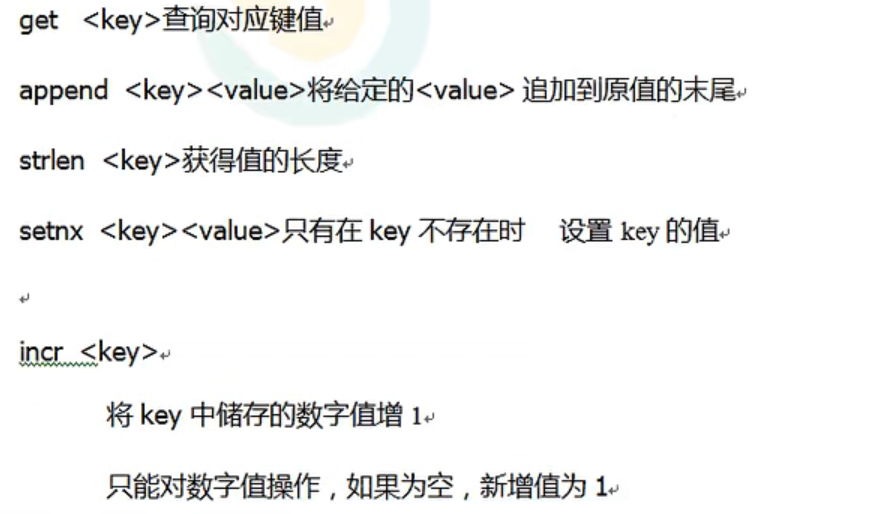 get <key>查询对应键值
append <key><value>将给定的<value> 追加到原值的末尾
strlen <key>获得值的长度
setnx <key><value>只有在 key 不存在时 设置 key 的值
incr <key>
将 key 中储存的数字值增 1
只能对数字值操作，如果为空，新增值为 1